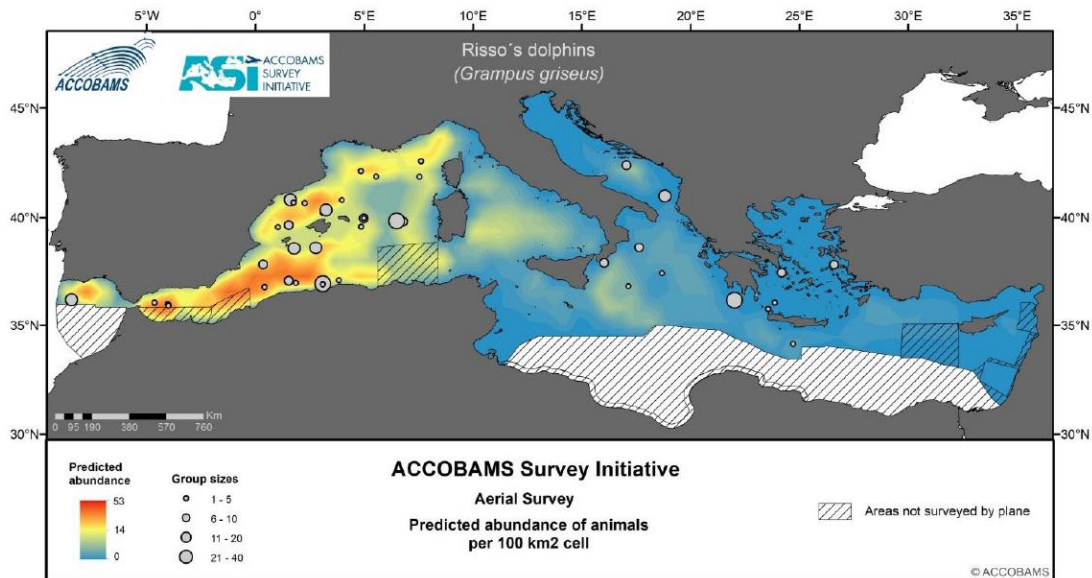 5°W 0° 5°E 10°E 15°E 20°E 25°E 30°E 35°E
ACCOBAMS
ASI ACCOBAMS
SURVEY
INITIATIVE
Risso´s dolphins
(Grampus griseus)
45°N 45°N
40°N 40°N
35°N 35°N
30°N 30°N
Km
0 95 190 380 570 760
Predicted
abundance
53
14
0
Group sizes
1 - 5
6 - 10
11 - 20
21 - 40
ACCOBAMS Survey Initiative
Aerial Survey
Predicted abundance of animals
per 100 km2 cell
Areas not surveyed by plane
© ACCOBAMS